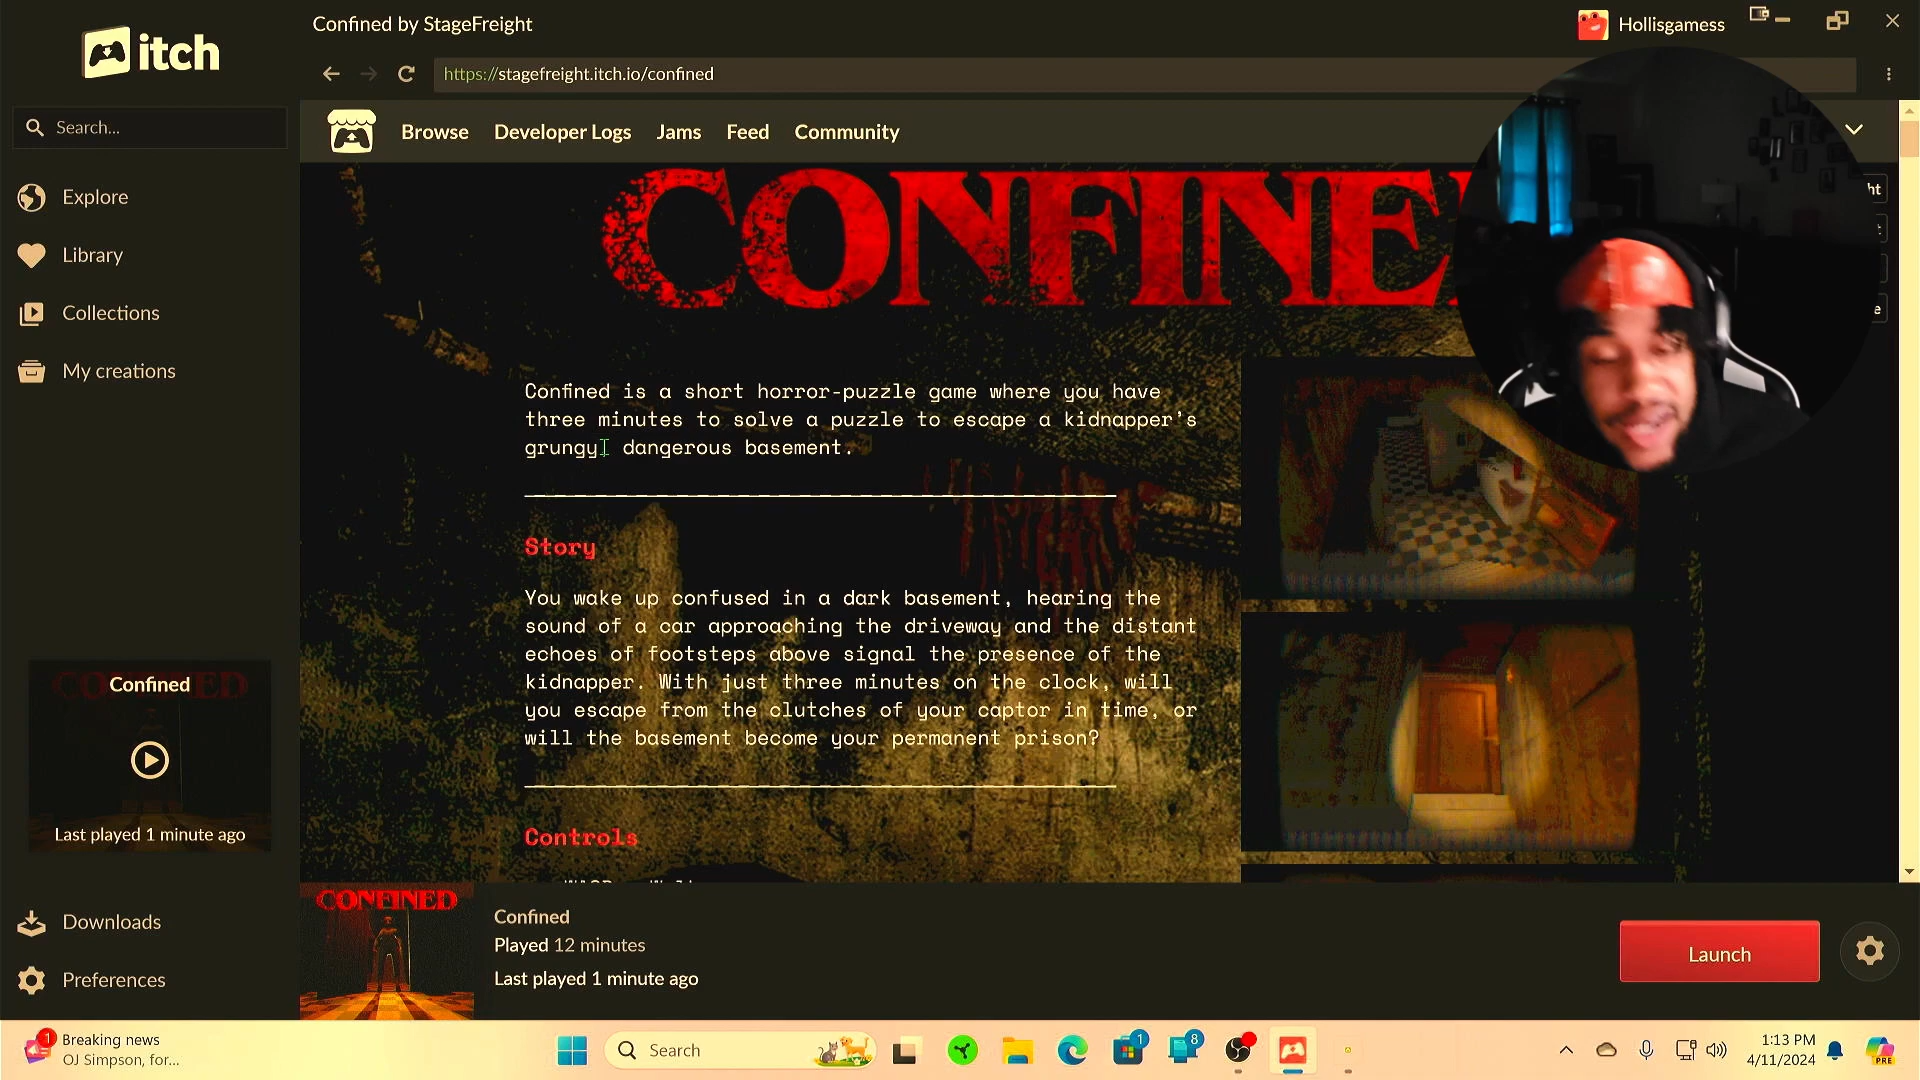 itch
Confined by StageFreight
Hollisgamess
https://stagefreight.itch.io/confined
Search...
Browse
Developer Logs
Jams
Feed
Community
Explore
Library
Collections
My creations
CONFINE
ht
t
e
Confined is a short horror-puzzle game where you have
three minutes to solve a puzzle to escape a kidnapper's
grungy, dangerous basement.
Story
You wake up confused in a dark basement, hearing the
sound of a car approaching the driveway and the distant
echoes of footsteps above signal the presence of the
kidnapper. With just three minutes on the clock, will
you escape from the clutches of your captor in time, or
will the basement become your permanent prison?
Controls
CONFINED
Confined
Last played 1 minute ago
Downloads
Preferences
CONFINED
Confined
Played 12 minutes
Last played 1 minute ago
Launch
1
Breaking news
OJ Simpson, for...
Search
1
8
1:13 PM
4/11/2024
PRE